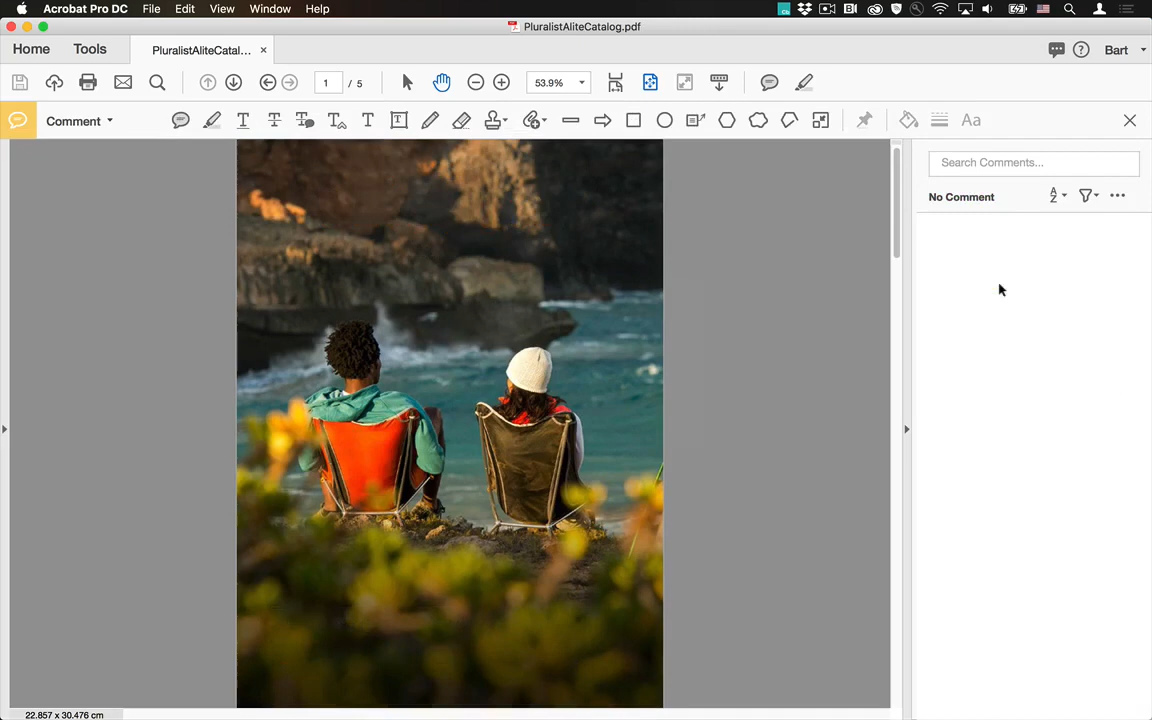 Acrobat Pro DC File Edit View Window Help
PluralistAliteCatalog.pdf
Home Tools PluralistAliteCatal... × Bart
1 / 5 53.9%
Comment T T T T T T Aa
Search Comments...
No Comment A Z
22.857 x 30.476 cm